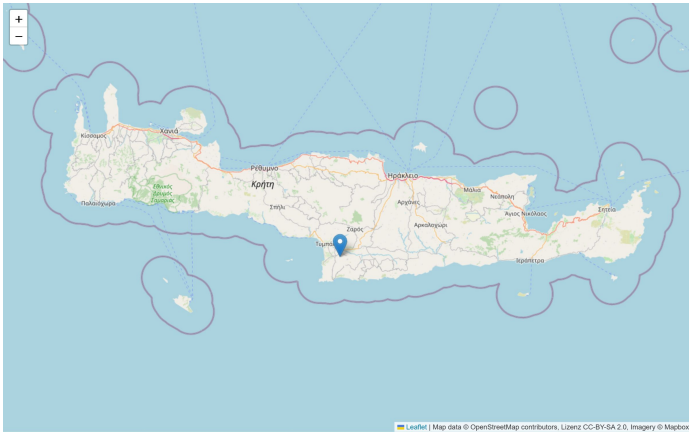 +
−
Κίσσαμος
Χανιά
Ρέθυμνο
Ηράκλειο
Κρήτη
Εθνικός
Δρυμός
Σαμαριάς
Παλαιόχωρα
Σπήλι
Αρχάνες
Μάλια
Νεάπολη
Άγιος Νικόλαος
Σητεία
Ζαρός
Αρκαλοχώρι
Τυμπάκι
Ιεράπετρα
Leaflet | Map data © OpenStreetMap contributors, Lizenz CC-BY-SA 2.0, Imagery © Mapbox